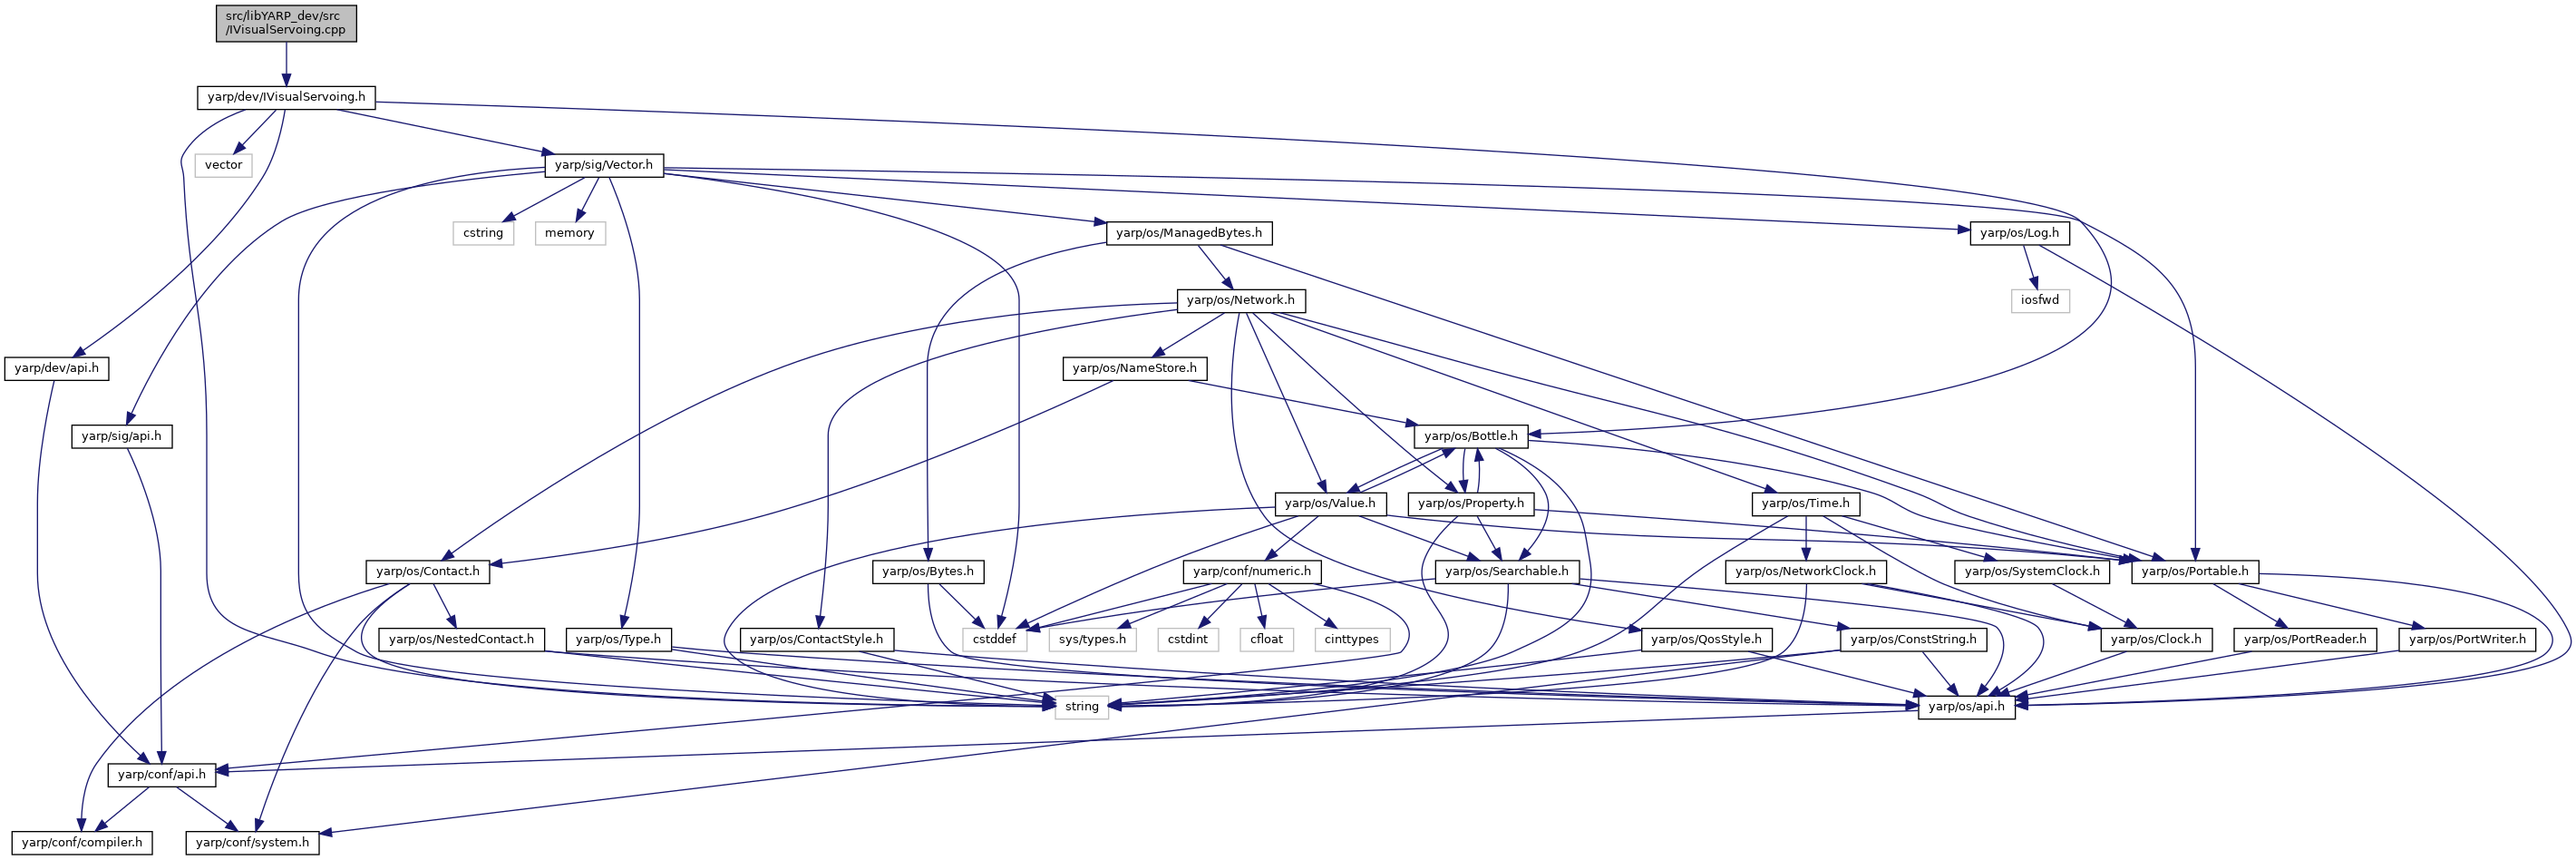 src/libYARP_dev/src
/IVisualServoing.cpp
yarp/dev/IVisualServoing.h
vector
yarp/sig/Vector.h
cstring
memory
yarp/os/ManagedBytes.h
yarp/os/Log.h
yarp/os/Network.h
iosfwd
yarp/dev/api.h
yarp/os/NameStore.h
yarp/sig/api.h
yarp/os/Bottle.h
yarp/os/Value.h
yarp/os/Property.h
yarp/os/Time.h
yarp/os/Contact.h
yarp/os/Bytes.h
yarp/conf/numeric.h
yarp/os/Searchable.h
yarp/os/NetworkClock.h
yarp/os/SystemClock.h
yarp/os/Portable.h
yarp/os/NestedContact.h
yarp/os/Type.h
yarp/os/ContactStyle.h
cstddef
sys/types.h
cstdint
cfloat
cinttypes
yarp/os/QosStyle.h
yarp/os/ConstString.h
yarp/os/Clock.h
yarp/os/PortReader.h
yarp/os/PortWriter.h
string
yarp/os/api.h
yarp/conf/api.h
yarp/conf/compiler.h
yarp/conf/system.h